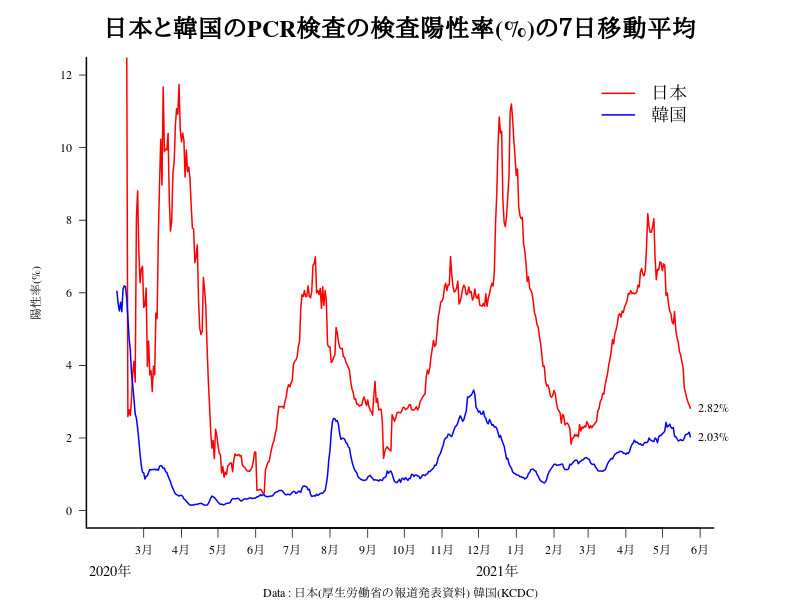 日本と韓国のPCR検査の検査陽性率(%)の7日移動平均
日本
韓国
陽性率(%)
12
10
8
6
4
2
0
2.82%
2.03%
3月 4月 5月 6月 7月 8月 9月 10月 11月 12月 1月 2月 3月 4月 5月 6月
2020年 2021年
Data : 日本(厚生労働省の報道発表資料) 韓国(KCDC)